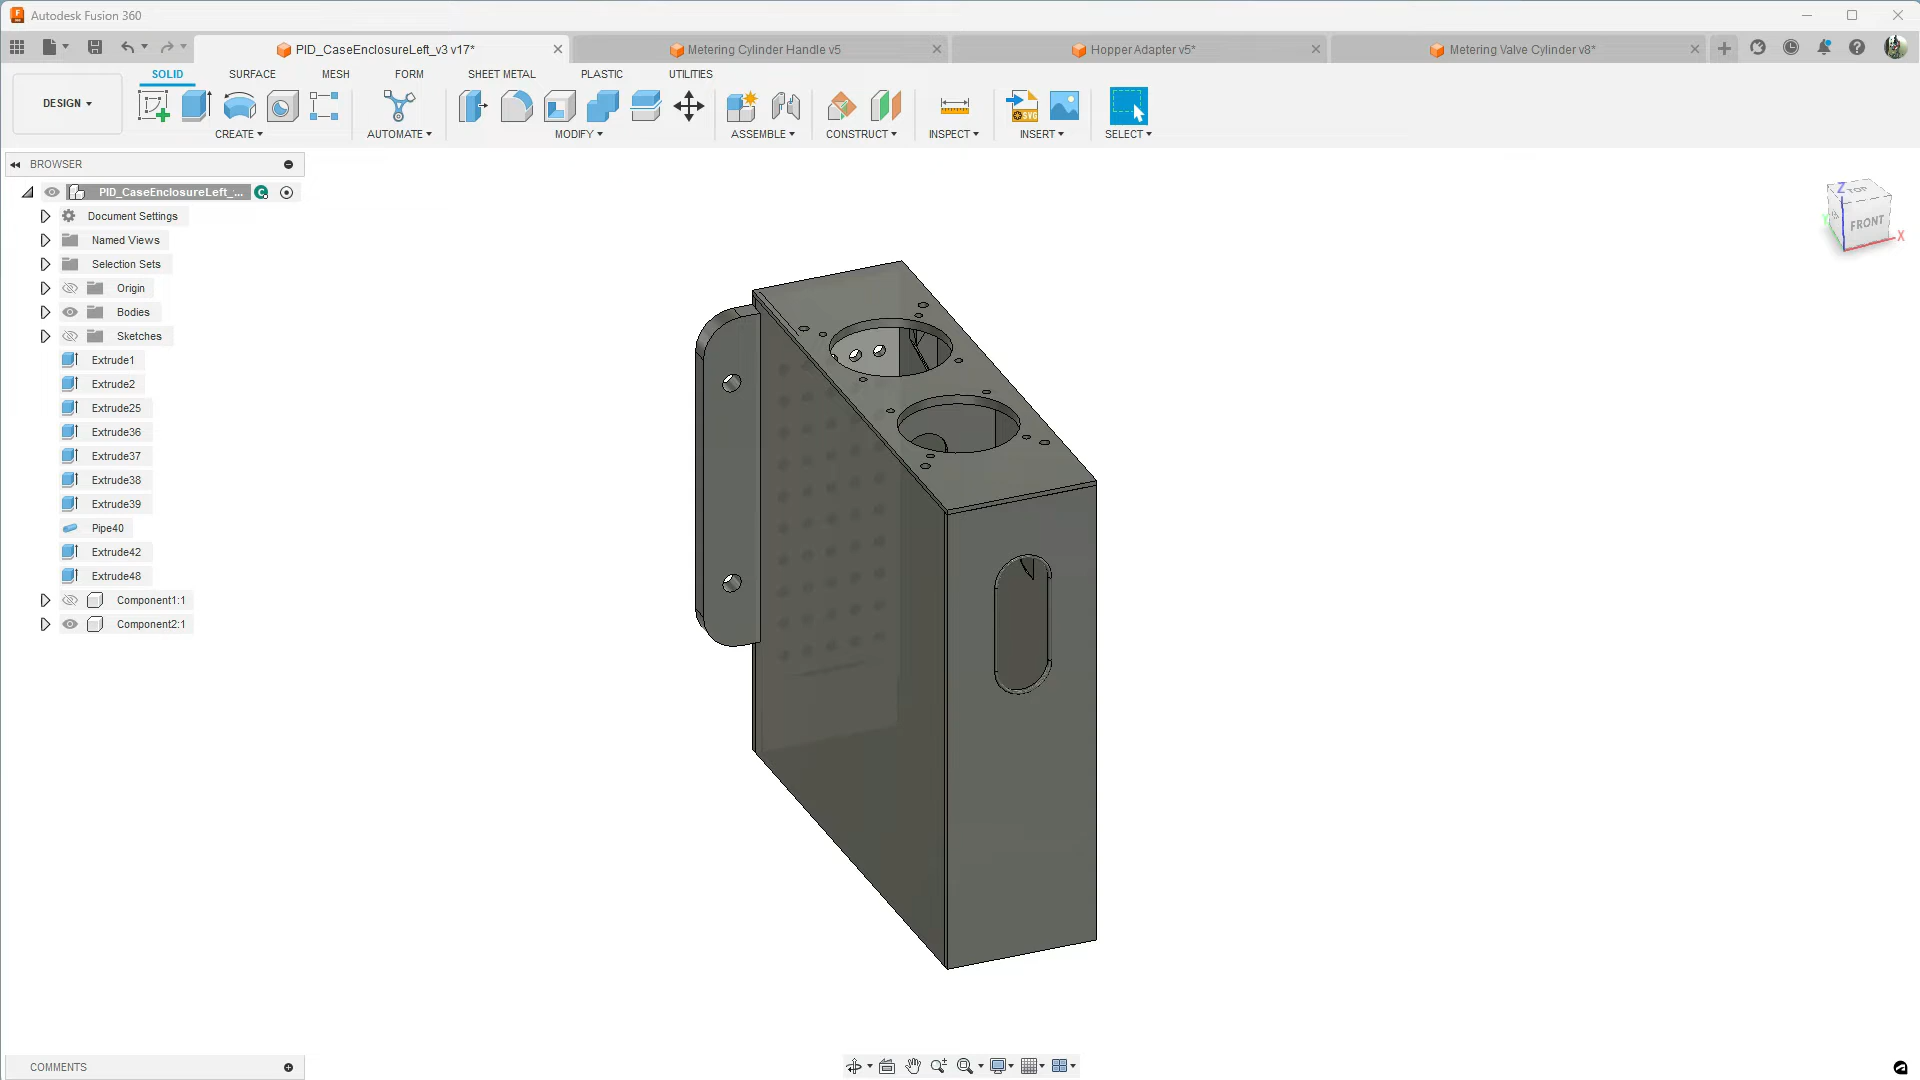 Autodesk Fusion 360
PID_CaseEnclosureLeft_v3 v17*
Metering Cylinder Handle v5
Hopper Adapter v5*
Metering Valve Cylinder v8*
SOLID
SURFACE
MESH
FORM
SHEET METAL
PLASTIC
UTILITIES
DESIGN
SVG
CREATE
AUTOMATE
MODIFY
ASSEMBLE
CONSTRUCT
INSPECT
INSERT
SELECT
BROWSER
PID_CaseEnclosureLeft_...
Document Settings
Named Views
Selection Sets
Origin
Bodies
Sketches
Extrude1
Extrude2
Extrude25
Extrude36
Extrude37
Extrude38
Extrude39
Pipe40
Extrude42
Extrude48
Component1:1
Component2:1
Z
TOP
FRONT
X
COMMENTS